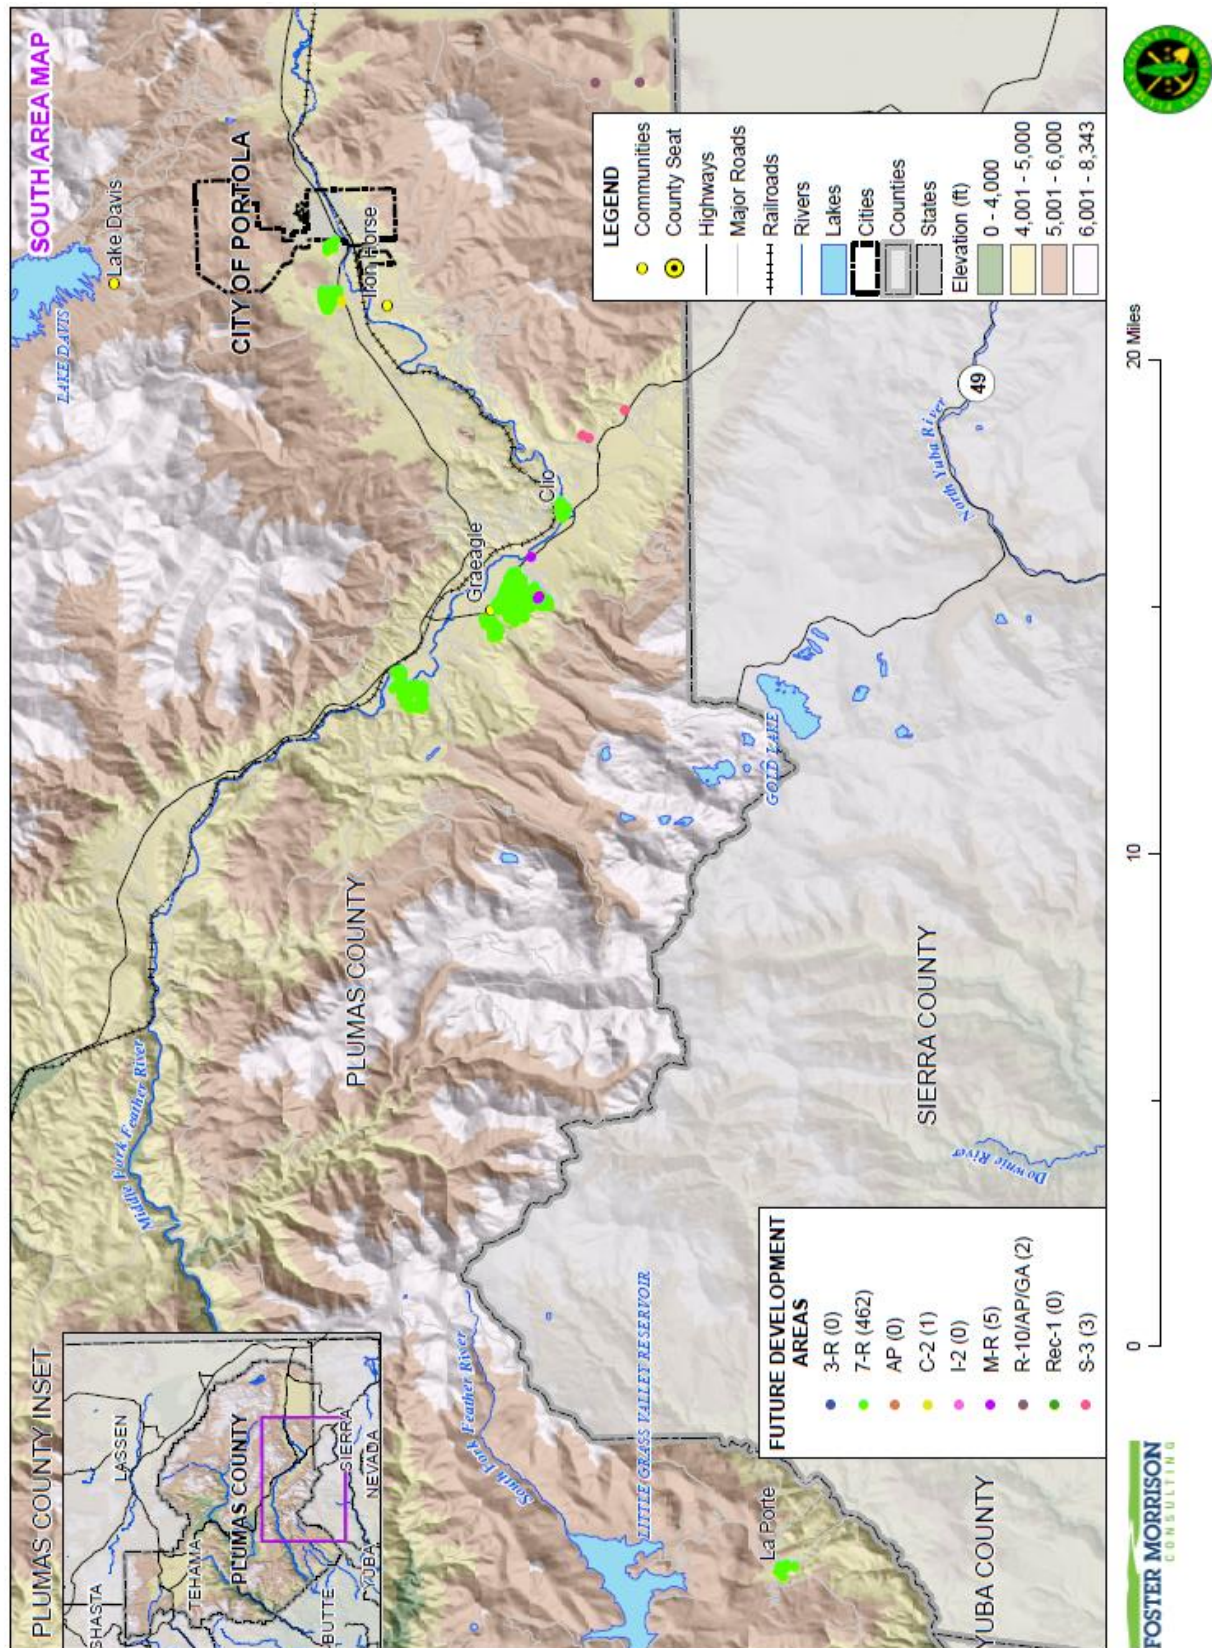 SOUTH AREA MAP
PLUMAS COUNTY INSET
SHASTA
LASSEN
TEHAMA
PLUMAS COUNTY
BUTTE
YUBA
SIERRA
NEVADA
LAKE DAVIS
Lake Davis
CITY OF PORTOLA
Iron Horse
Graeagle
Clio
Middle Fork Feather River
PLUMAS COUNTY
GOLD LAKE
SIERRA COUNTY
North Yuba River
49
Downie River
South Fork Feather River
LITTLE GRASS VALLEY RESERVOIR
La Porte
YUBA COUNTY
FUTURE DEVELOPMENT
AREAS
3-R (0)
7-R (462)
AP (0)
C-2 (1)
I-2 (0)
M-R (5)
R-10/AP/GA (2)
Rec-1 (0)
S-3 (3)
LEGEND
Communities
County Seat
Highways
Major Roads
Railroads
Rivers
Lakes
Cities
Counties
States
Elevation (ft)
0 - 4,000
4,001 - 5,000
5,001 - 6,000
6,001 - 8,343
0
10
20 Miles
FOSTER MORRISON
CONSULTING